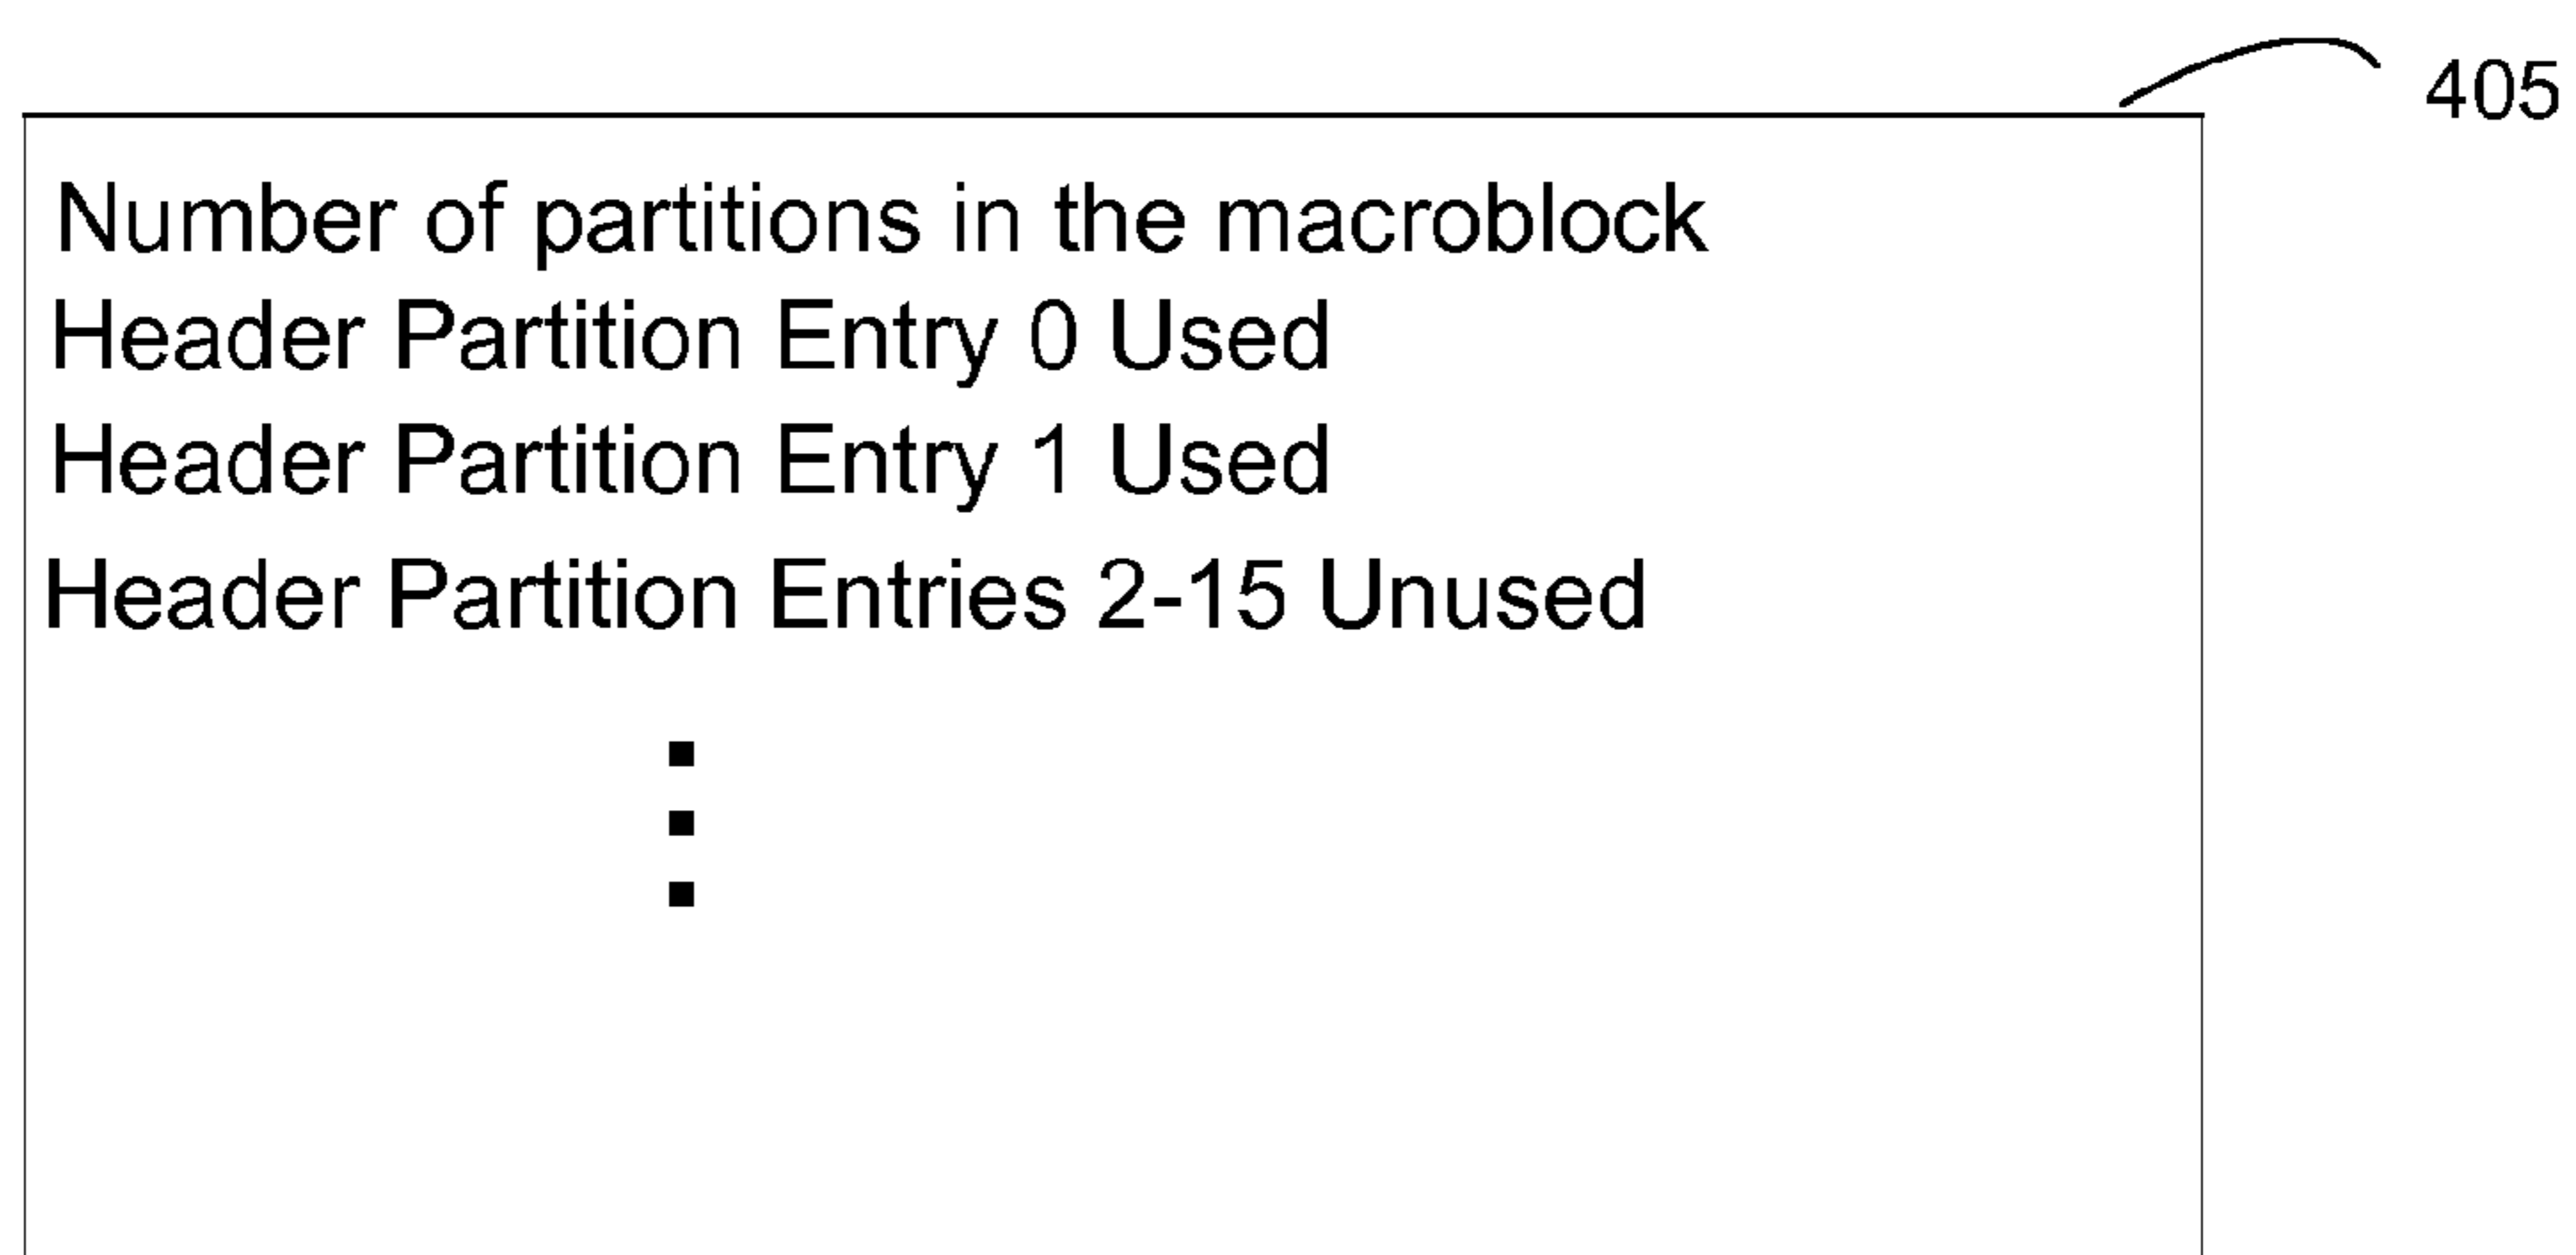 405
Number of partitions in the macroblock
Header Partition Entry 0 Used
Header Partition Entry 1 Used
Header Partition Entries 2-15 Unused